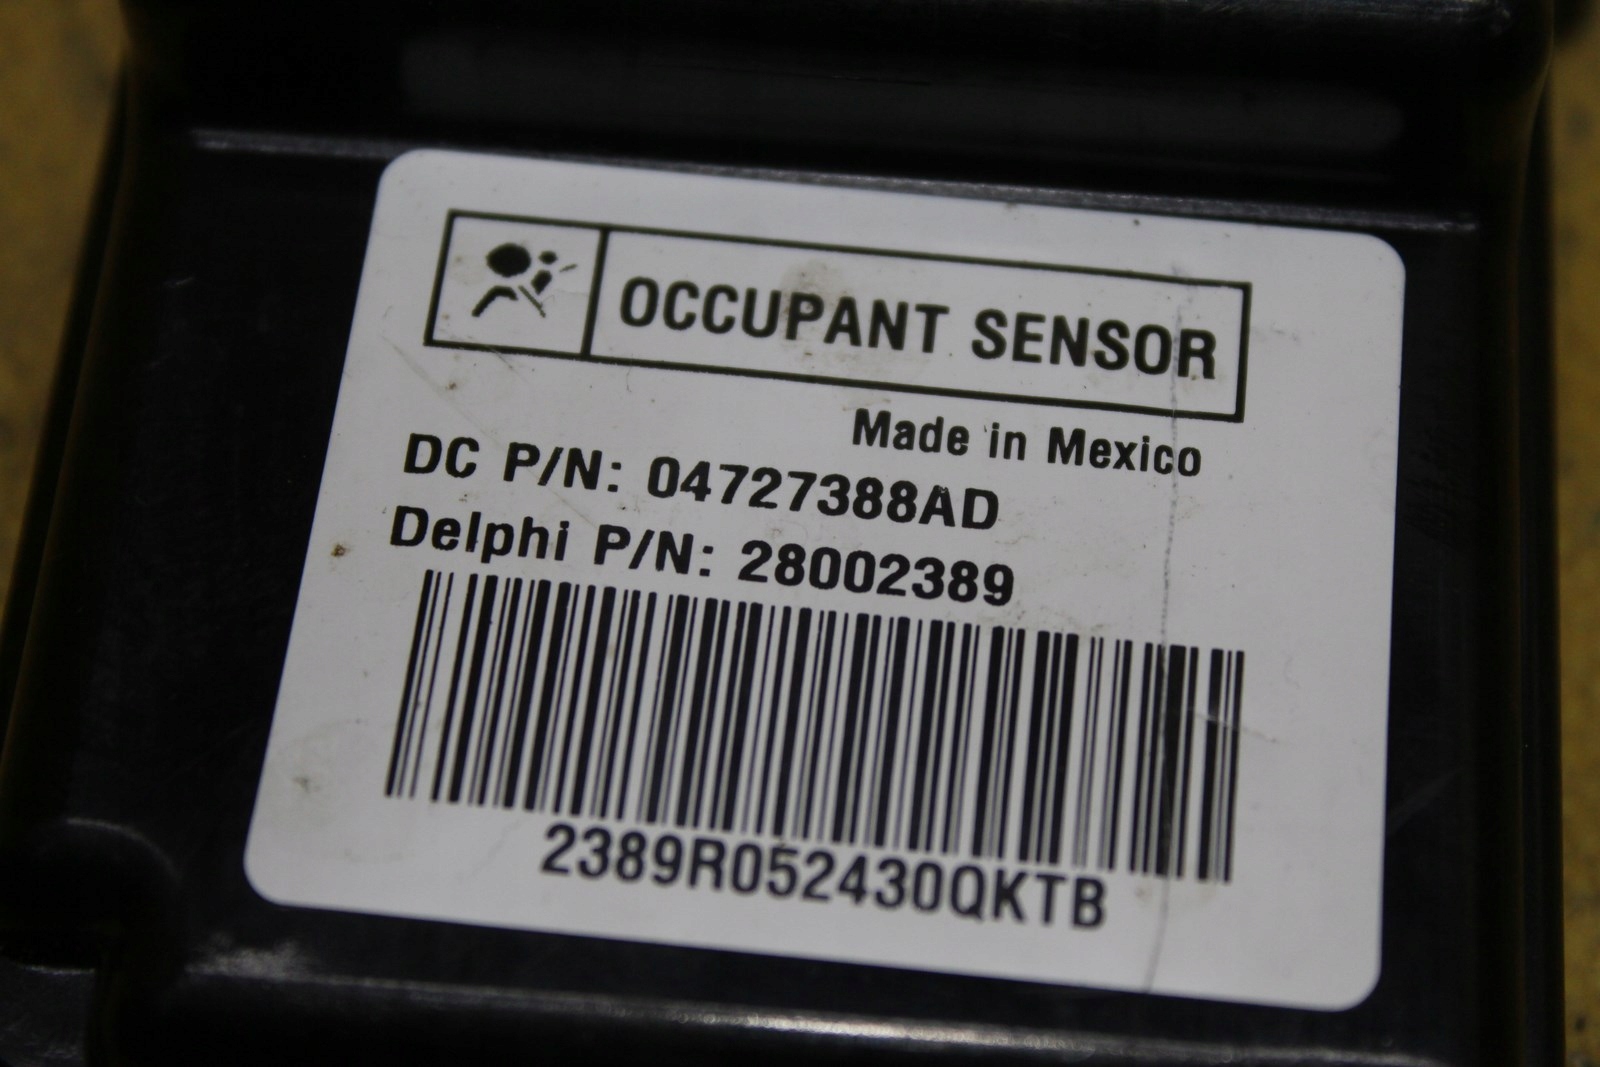 OCCUPANT SENSOR
Made in Mexico
DC P/N: 04727388AD
Delphi P/N: 28002389
2389R052430QKTB